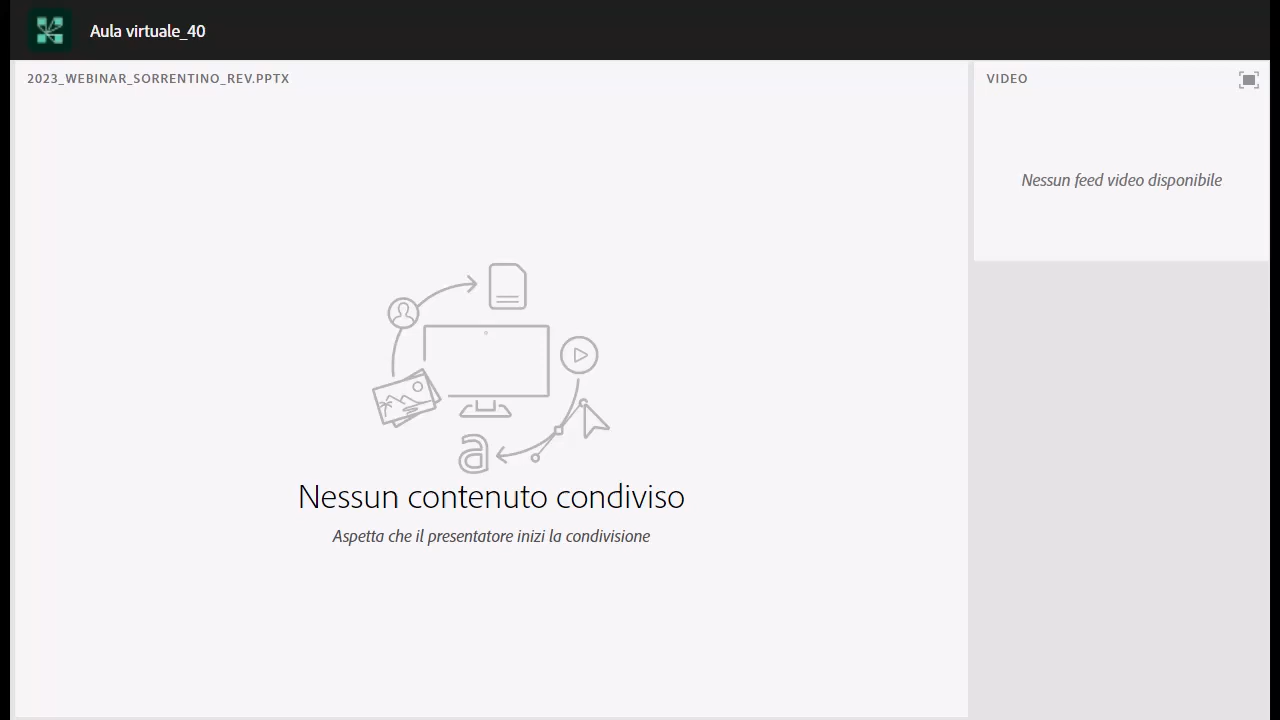 Aula virtuale_40
2023_WEBINAR_SORRENTINO_REV.PPTX
VIDEO
Nessun feed video disponibile
a
Nessun contenuto condiviso
Aspetta che il presentatore inizi la condivisione